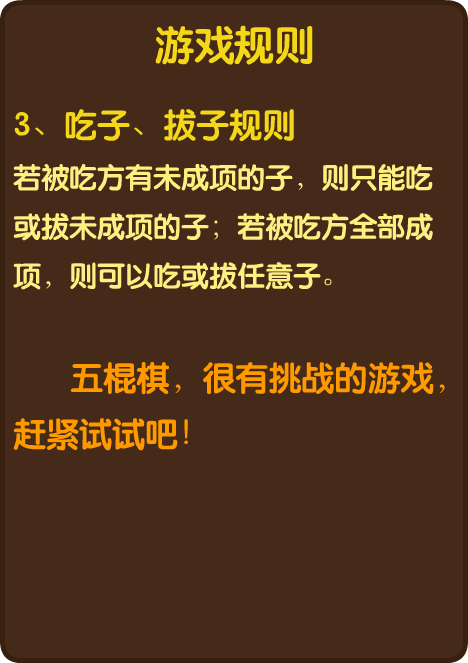 游戏规则
3、吃子、拔子规则
若被吃方有未成项的子，则只能吃
或拔未成项的子；若被吃方全部成
项，则可以吃或拔任意子。
五棍棋，很有挑战的游戏，
赶紧试试吧！